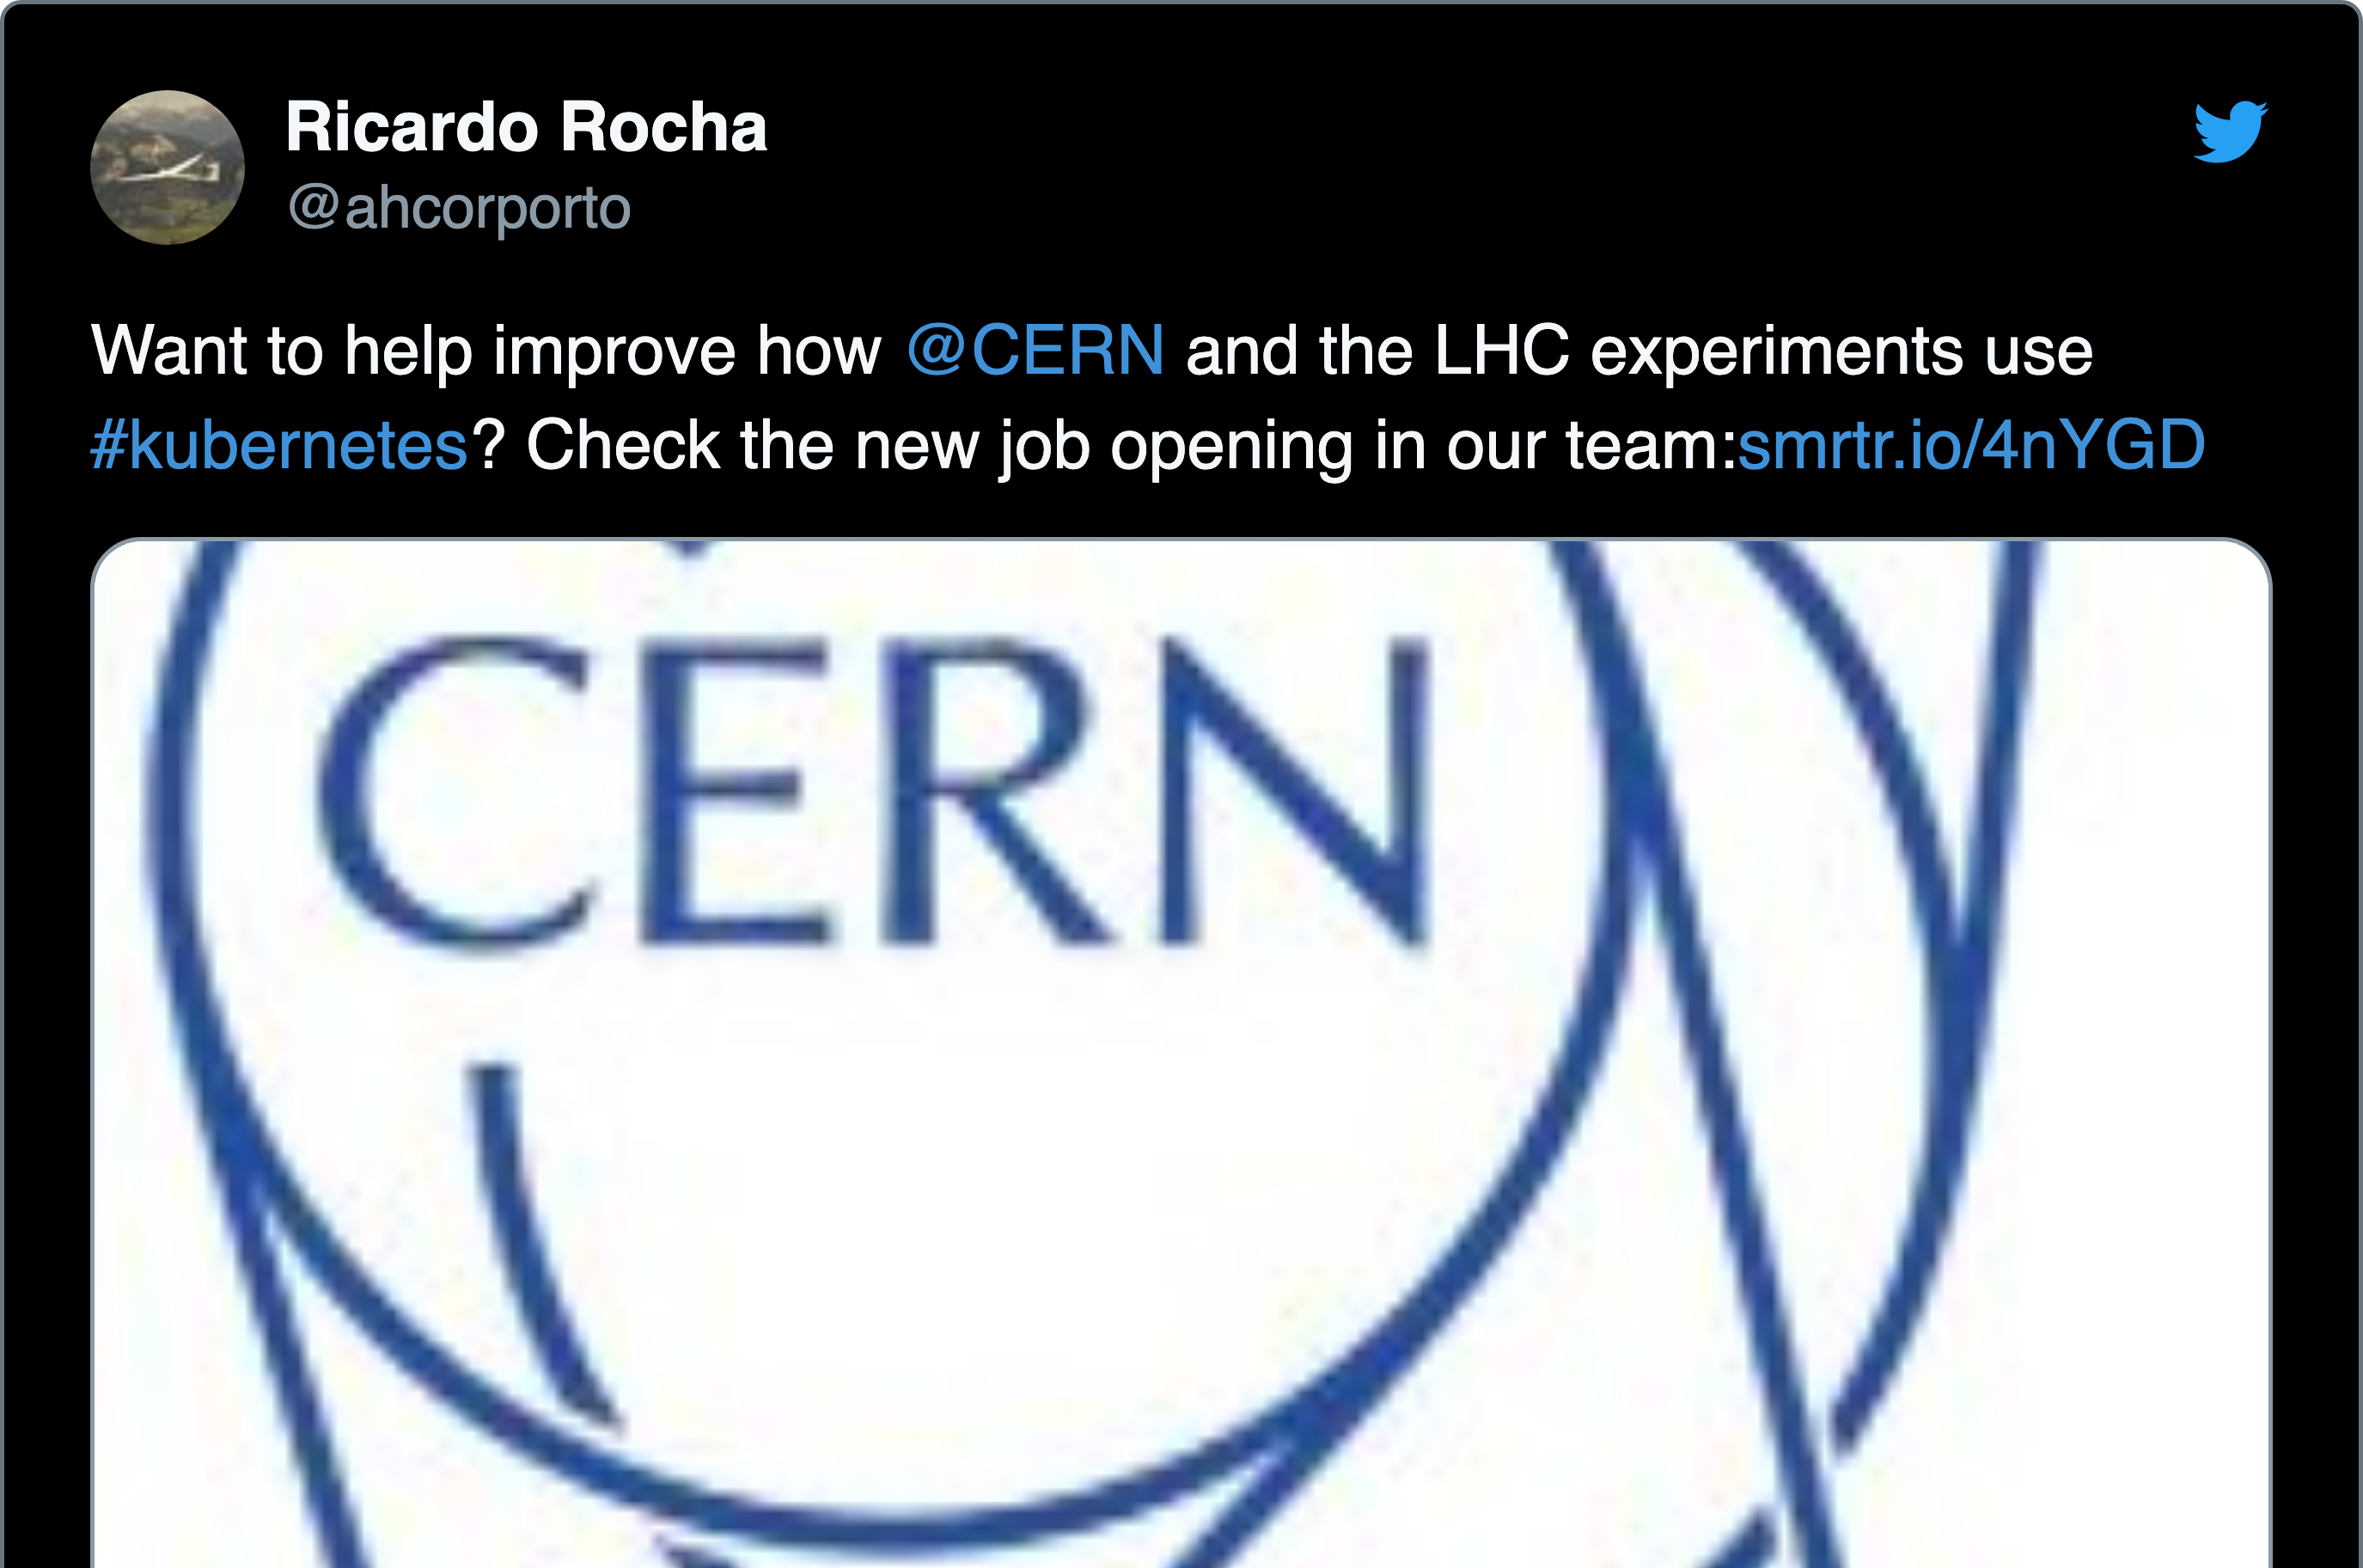 Ricardo Rocha
@ahcorporto
Want to help improve how @CERN and the LHC experiments use
#kubernetes? Check the new job opening in our team:smrtr.io/4nYGD
CERN